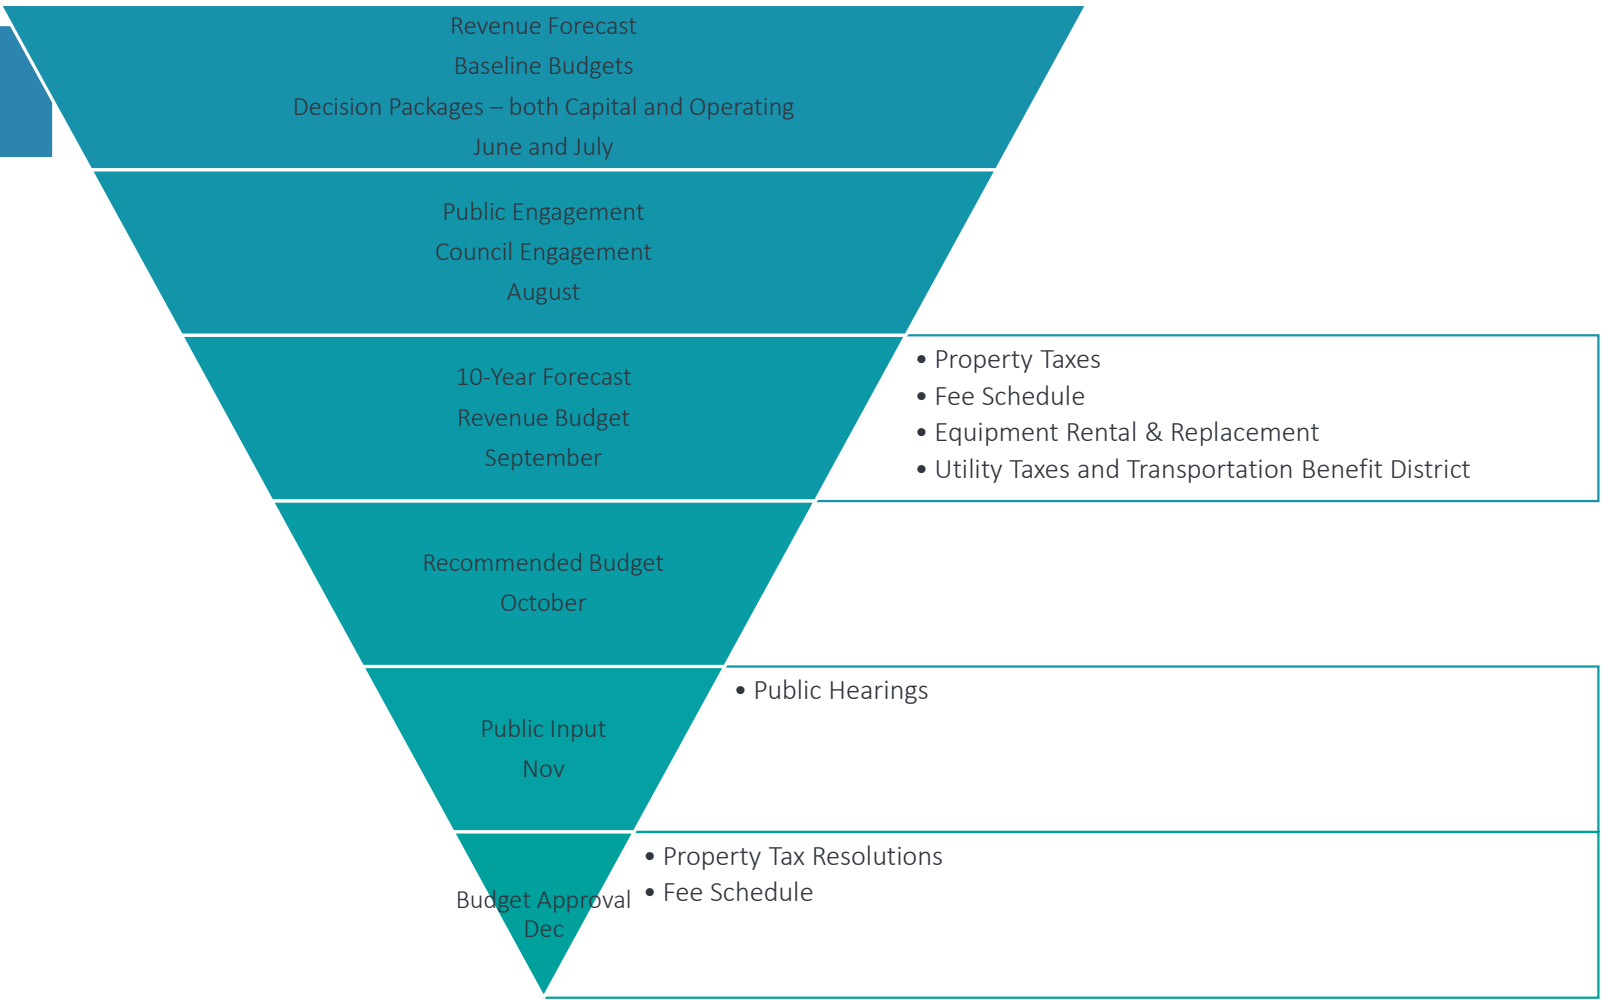 Revenue Forecast
Baseline Budgets
Decision Packages – both Capital and Operating
June and July
Public Engagement
Council Engagement
August
10-Year Forecast
Revenue Budget
September
• Property Taxes
• Fee Schedule
• Equipment Rental & Replacement
• Utility Taxes and Transportation Benefit District
Recommended Budget
October
Public Input
Nov
• Public Hearings
Budget Approval
Dec
• Property Tax Resolutions
• Fee Schedule